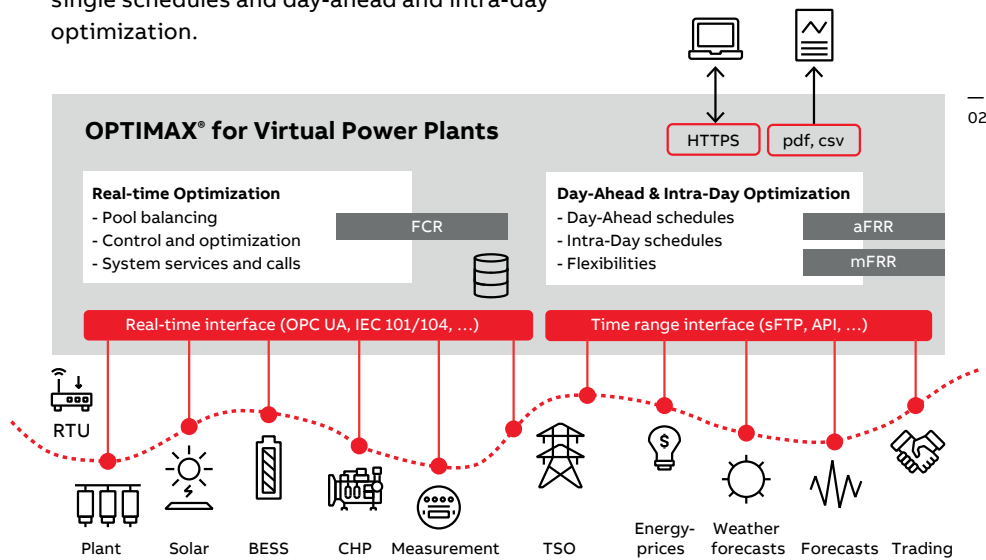 single schedules and day-ahead and intra-day
optimization.
02
OPTIMAX® for Virtual Power Plants
HTTPS
pdf, csv
Real-time Optimization
- Pool balancing
- Control and optimization
- System services and calls
FCR
Day-Ahead & Intra-Day Optimization
- Day-Ahead schedules
- Intra-Day schedules
- Flexibilities
aFRR
mFRR
Real-time interface (OPC UA, IEC 101/104, ...)
Time range interface (sFTP, API, ...)
RTU
$
Plant
Solar
BESS
CHP
Measurement
TSO
Energy-
prices
Weather
forecasts
Forecasts
Trading